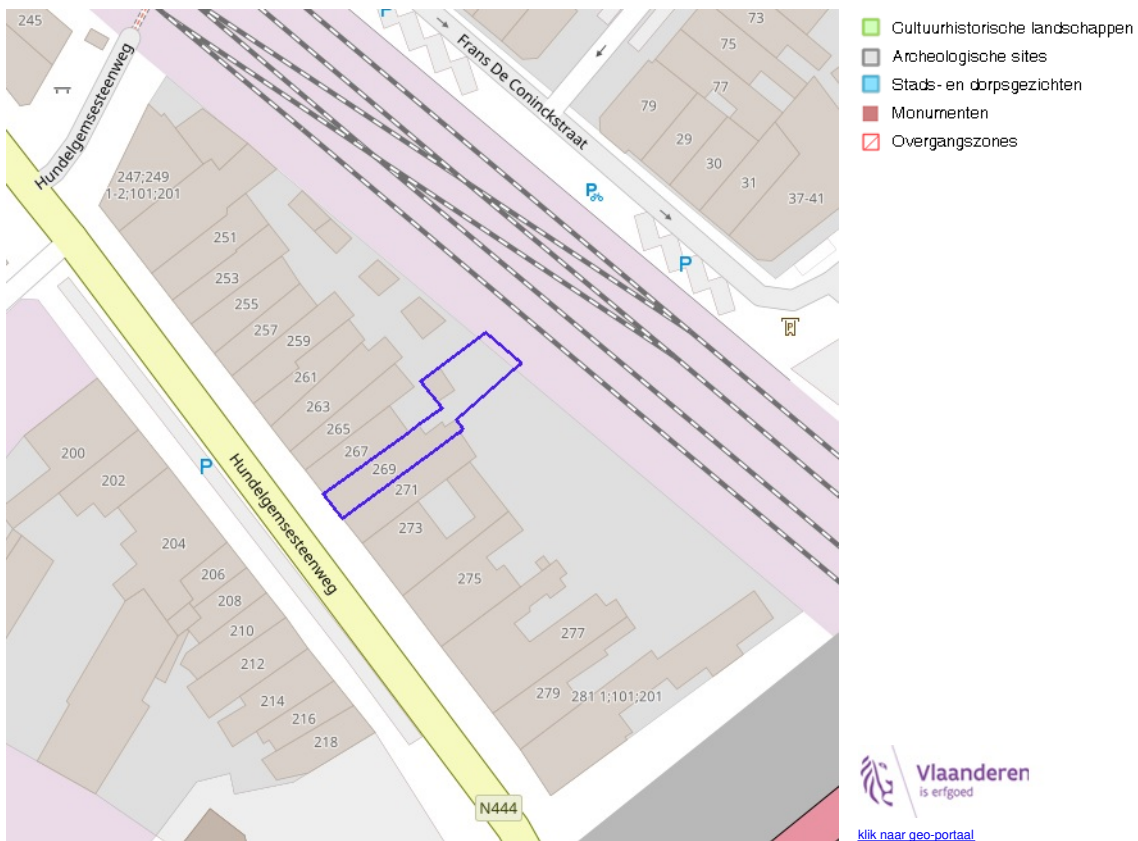 245
Hundelgemsesteenweg
P
Frans De Coninckstraat
73
75
77
79
29
30
31
37-41
P
P
P
247;249
1-2;101;201
251
253
255
257
259
261
263
265
267
269
271
273
275
277
279
281 1;101;201
200
202
204
206
208
210
212
214
216
218
P
Hundelgemsesteenweg
N444
Cultuurhistorische landschappen
Archeologische sites
Stads- en dorpsgezichten
Monumenten
Overgangszones
Vlaanderen
is erfgoed
klik naar geo-portaal